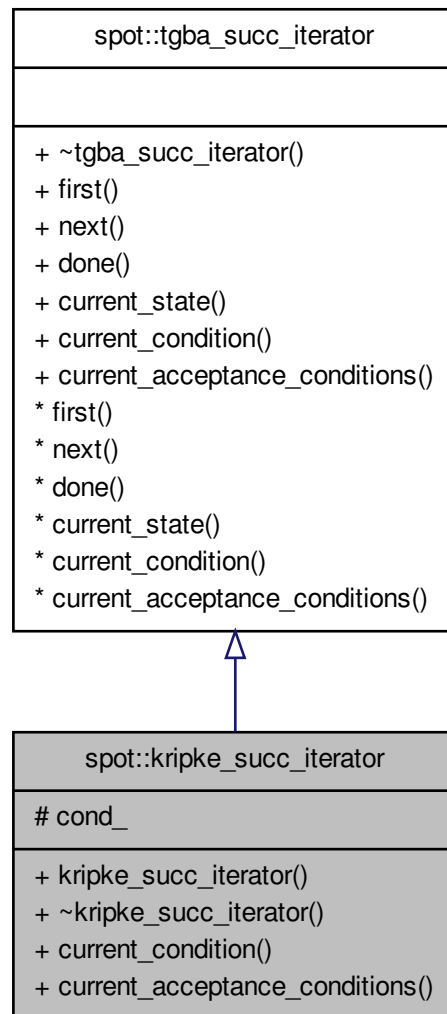 spot::tgba_succ_iterator
+ ~tgba_succ_iterator()
+ first()
+ next()
+ done()
+ current_state()
+ current_condition()
+ current_acceptance_conditions()
* first()
* next()
* done()
* current_state()
* current_condition()
* current_acceptance_conditions()
spot::kripke_succ_iterator
# cond_
+ kripke_succ_iterator()
+ ~kripke_succ_iterator()
+ current_condition()
+ current_acceptance_conditions()